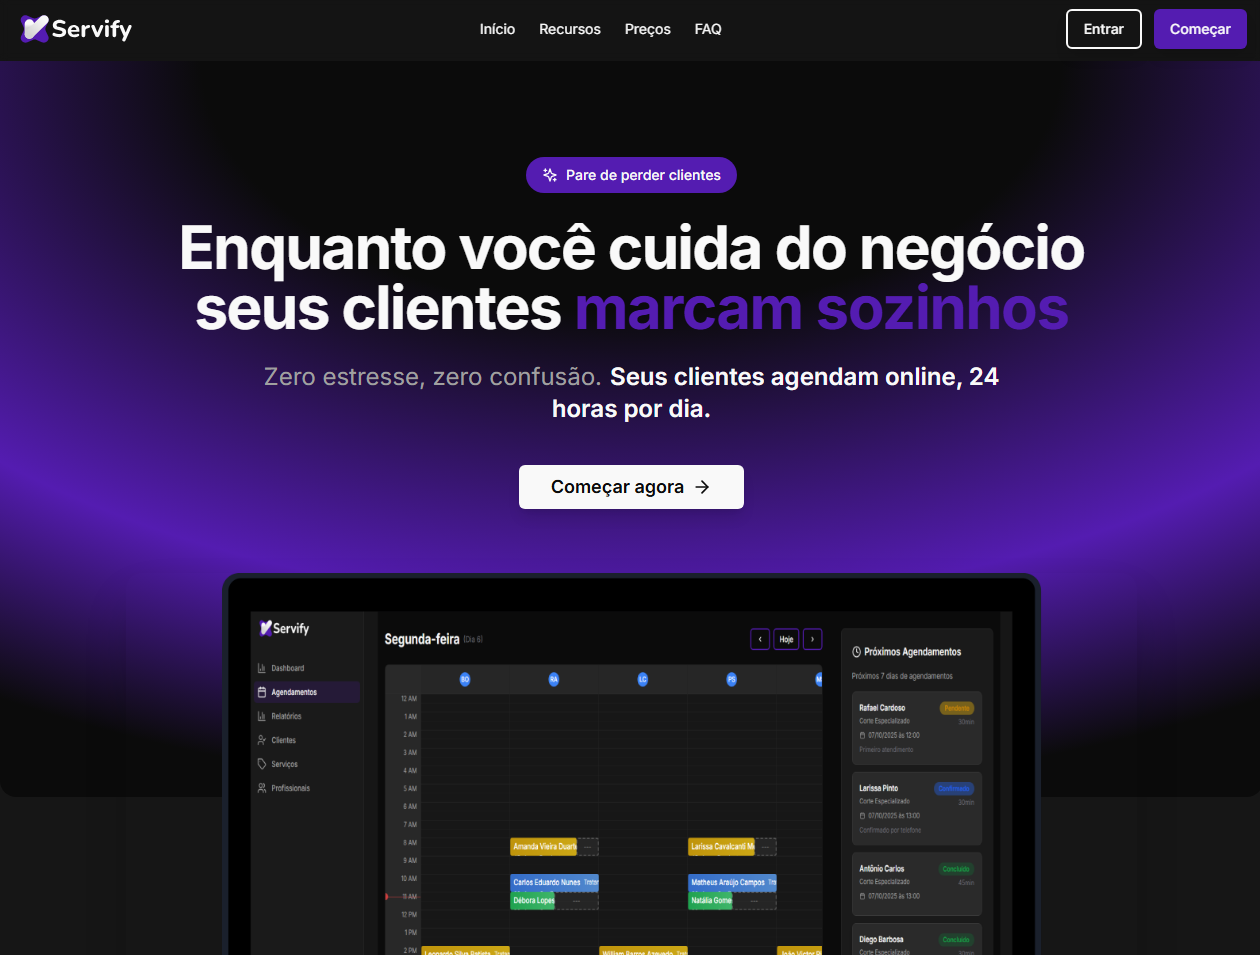 Servify
Início
Recursos
Preços
FAQ
Entrar
Começar
Pare de perder clientes
Enquanto você cuida do negócio
seus clientes marcam sozinhos
Zero estresse, zero confusão. Seus clientes agendam online, 24
horas por dia.
Começar agora
Servify
Dashboard
Agendamentos
Relatórios
Clientes
Serviços
Profissionais
Segunda-feira (Dia 6)
‹ Hoje ›
BD RA LC PS
12 AM
1 AM
2 AM
3 AM
4 AM
5 AM
6 AM
7 AM
8 AM
9 AM
10 AM
11 AM
12 PM
1 PM
2 PM
Amanda Vieira Duart
Larissa Cavalcanti M
Carlos Eduardo Nunes
Matheus Araújo Campos
Débora Lopes
Natália Gome
Leonardo Silva Batista
William Barros Azevedo
João Victor
Próximos Agendamentos
Próximos 7 dias de agendamentos
Rafael Cardoso
Pendente
Corte Especializado
30min
07/10/2025 às 12:00
Primeiro atendimento
Larissa Pinto
Confirmado
Corte Especializado
30min
07/10/2025 às 13:00
Confirmado por telefone
Antônio Carlos
Concluído
Corte Especializado
45min
07/10/2025 às 13:00
Diego Barbosa
Concluído
Corte Especializado
30min